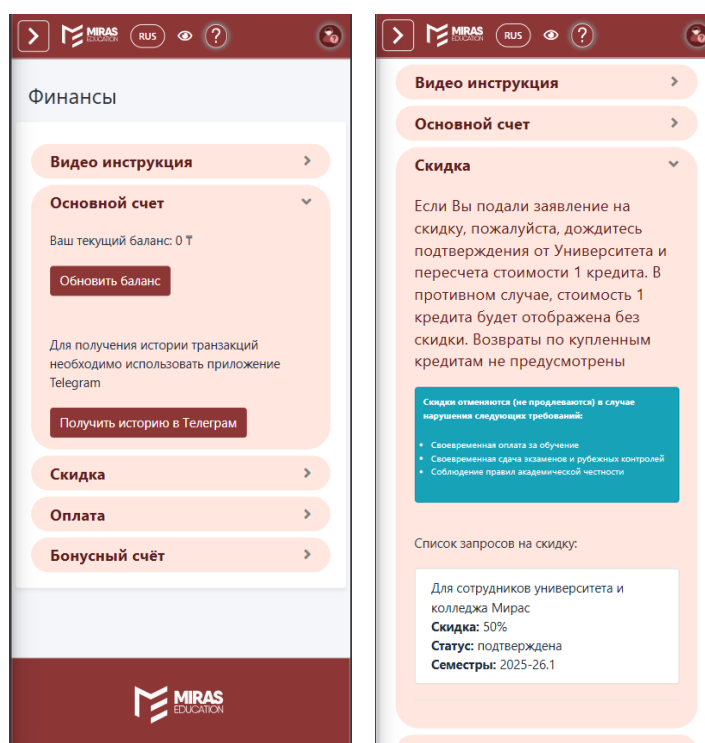 MIRAS
EDUCATION
RUS
?
Финансы
Видео инструкция
Основной счет
Ваш текущий баланс: 0 ₸
Обновить баланс
Для получения истории транзакций
необходимо использовать приложение
Telegram
Получить историю в Телеграм
Скидка
Оплата
Бонусный счёт
MIRAS
EDUCATION
MIRAS
EDUCATION
RUS
?
Видео инструкция
Основной счет
Скидка
Если Вы подали заявление на
скидку, пожалуйста, дождитесь
подтверждения от Университета и
пересчета стоимости 1 кредита. В
противном случае, стоимость 1
кредита будет отображена без
скидки. Возвраты по купленным
кредитам не предусмотрены
Скидки отменяются (не продлеваются) в случае
нарушения следующих требований:
• Своевременная оплата за обучение
• Своевременная сдача экзаменов и рубежных контролей
• Соблюдение правил академической честности
Список запросов на скидку:
Для сотрудников университета и
колледжа Мирас
Скидка: 50%
Статус: подтверждена
Семестры: 2025-26.1